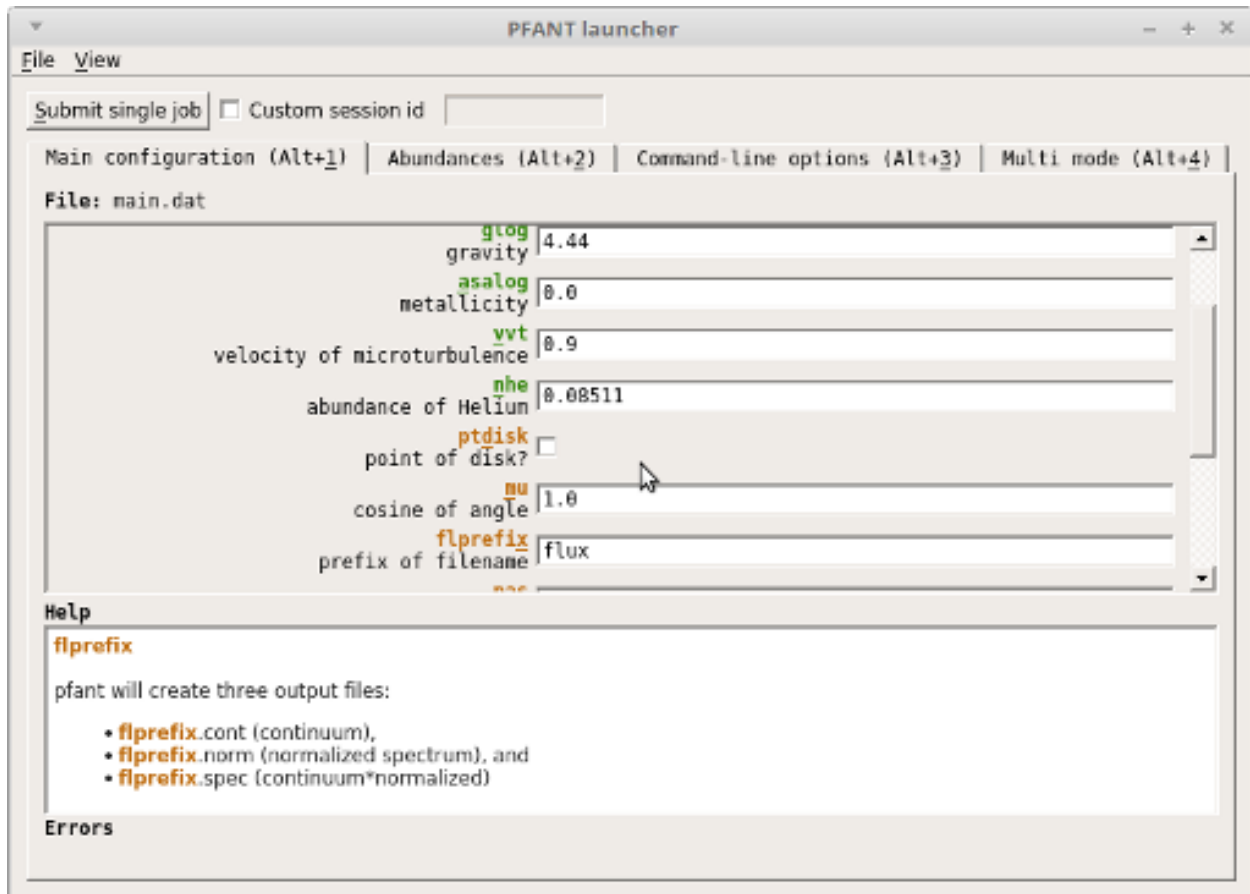 PFANT launcher
File View
Submit single job Custom session id
Main configuration (Alt+1) Abundances (Alt+2) Command-line options (Alt+3) Multi mode (Alt+4)
File: main.dat
glog
gravity 4.44
asalog
metallicity 0.0
vvt
velocity of microturbulence 0.9
nhe
abundance of Helium 0.08511
ptdisk
point of disk?
mu
cosine of angle 1.0
flprefix
prefix of filename flux
Help
flprefix
pfant will create three output files:
• flprefix.cont (continuum),
• flprefix.norm (normalized spectrum), and
• flprefix.spec (continuum*normalized)
Errors